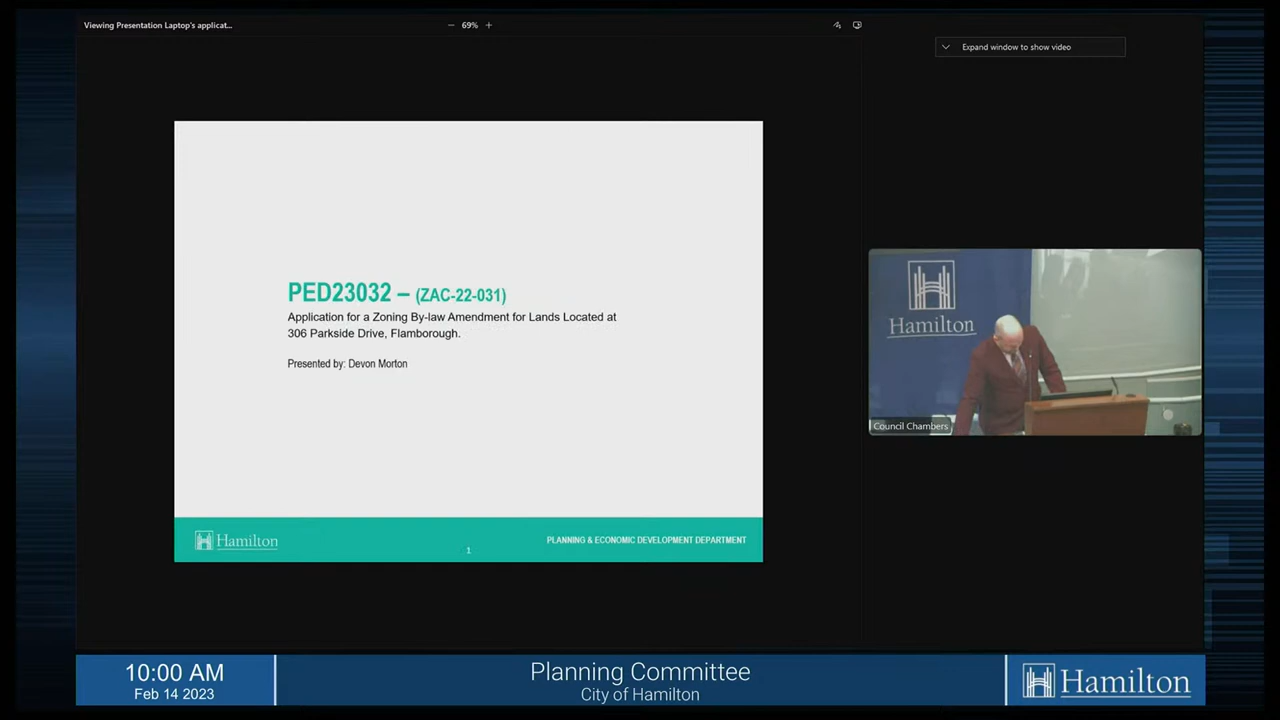 Viewing Presentation Laptop's applicat...
69%
Expand window to show video
PED23032 – (ZAC-22-031)
Application for a Zoning By-law Amendment for Lands Located at
306 Parkside Drive, Flamborough.
Presented by: Devon Morton
Hamilton
1
PLANNING & ECONOMIC DEVELOPMENT DEPARTMENT
Hamilton
Council Chambers
10:00 AM
Feb 14 2023
Planning Committee
City of Hamilton
Hamilton